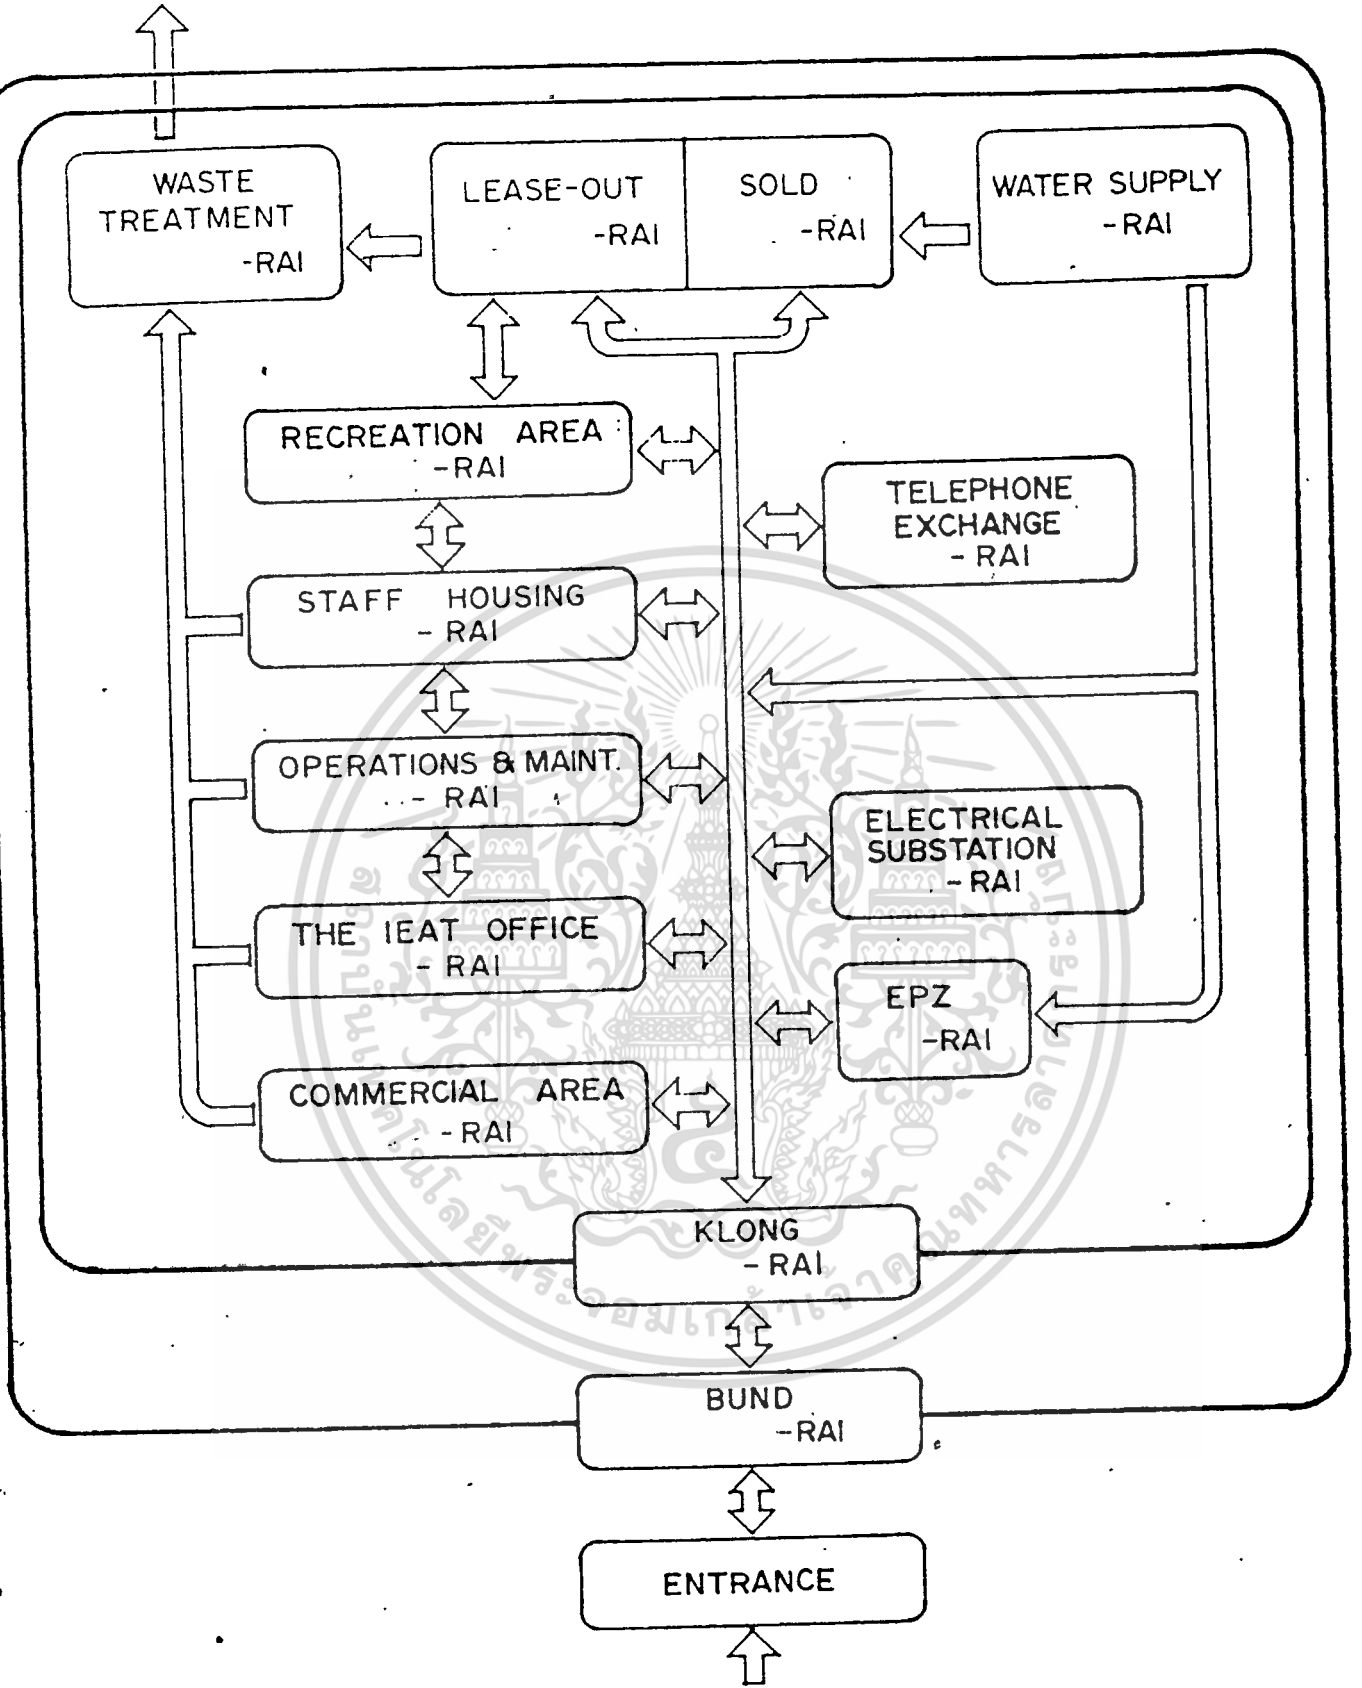 WASTE
TREATMENT
-RAI
LEASE-OUT
-RAI
SOLD
-RAI
WATER SUPPLY
-RAI
RECREATION AREA
-RAI
TELEPHONE
EXCHANGE
- RAI
STAFF HOUSING
- RAI
OPERATIONS & MAINT.
- RAI
ELECTRICAL
SUBSTATION
- RAI
THE IEAT OFFICE
- RAI
EPZ
-RAI
COMMERCIAL AREA
- RAI
KLONG
- RAI
BUND
-RAI
ENTRANCE